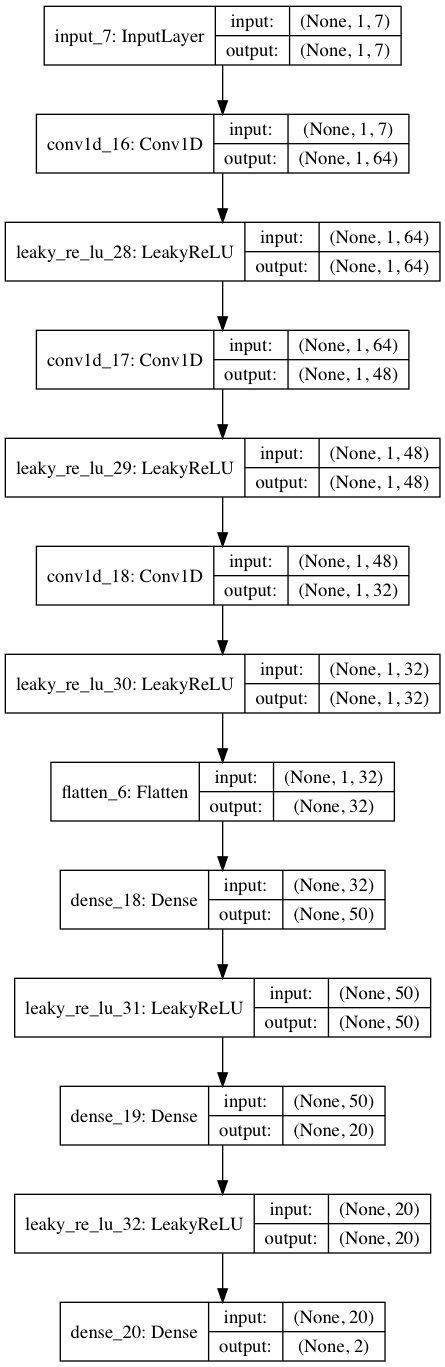 input_7: InputLayer
input: (None, 1, 7)
output: (None, 1, 7)
conv1d_16: Conv1D
input: (None, 1, 7)
output: (None, 1, 64)
leaky_re_lu_28: LeakyReLU
input: (None, 1, 64)
output: (None, 1, 64)
conv1d_17: Conv1D
input: (None, 1, 64)
output: (None, 1, 48)
leaky_re_lu_29: LeakyReLU
input: (None, 1, 48)
output: (None, 1, 48)
conv1d_18: Conv1D
input: (None, 1, 48)
output: (None, 1, 32)
leaky_re_lu_30: LeakyReLU
input: (None, 1, 32)
output: (None, 1, 32)
flatten_6: Flatten
input: (None, 1, 32)
output: (None, 32)
dense_18: Dense
input: (None, 32)
output: (None, 50)
leaky_re_lu_31: LeakyReLU
input: (None, 50)
output: (None, 50)
dense_19: Dense
input: (None, 50)
output: (None, 20)
leaky_re_lu_32: LeakyReLU
input: (None, 20)
output: (None, 20)
dense_20: Dense
input: (None, 20)
output: (None, 2)